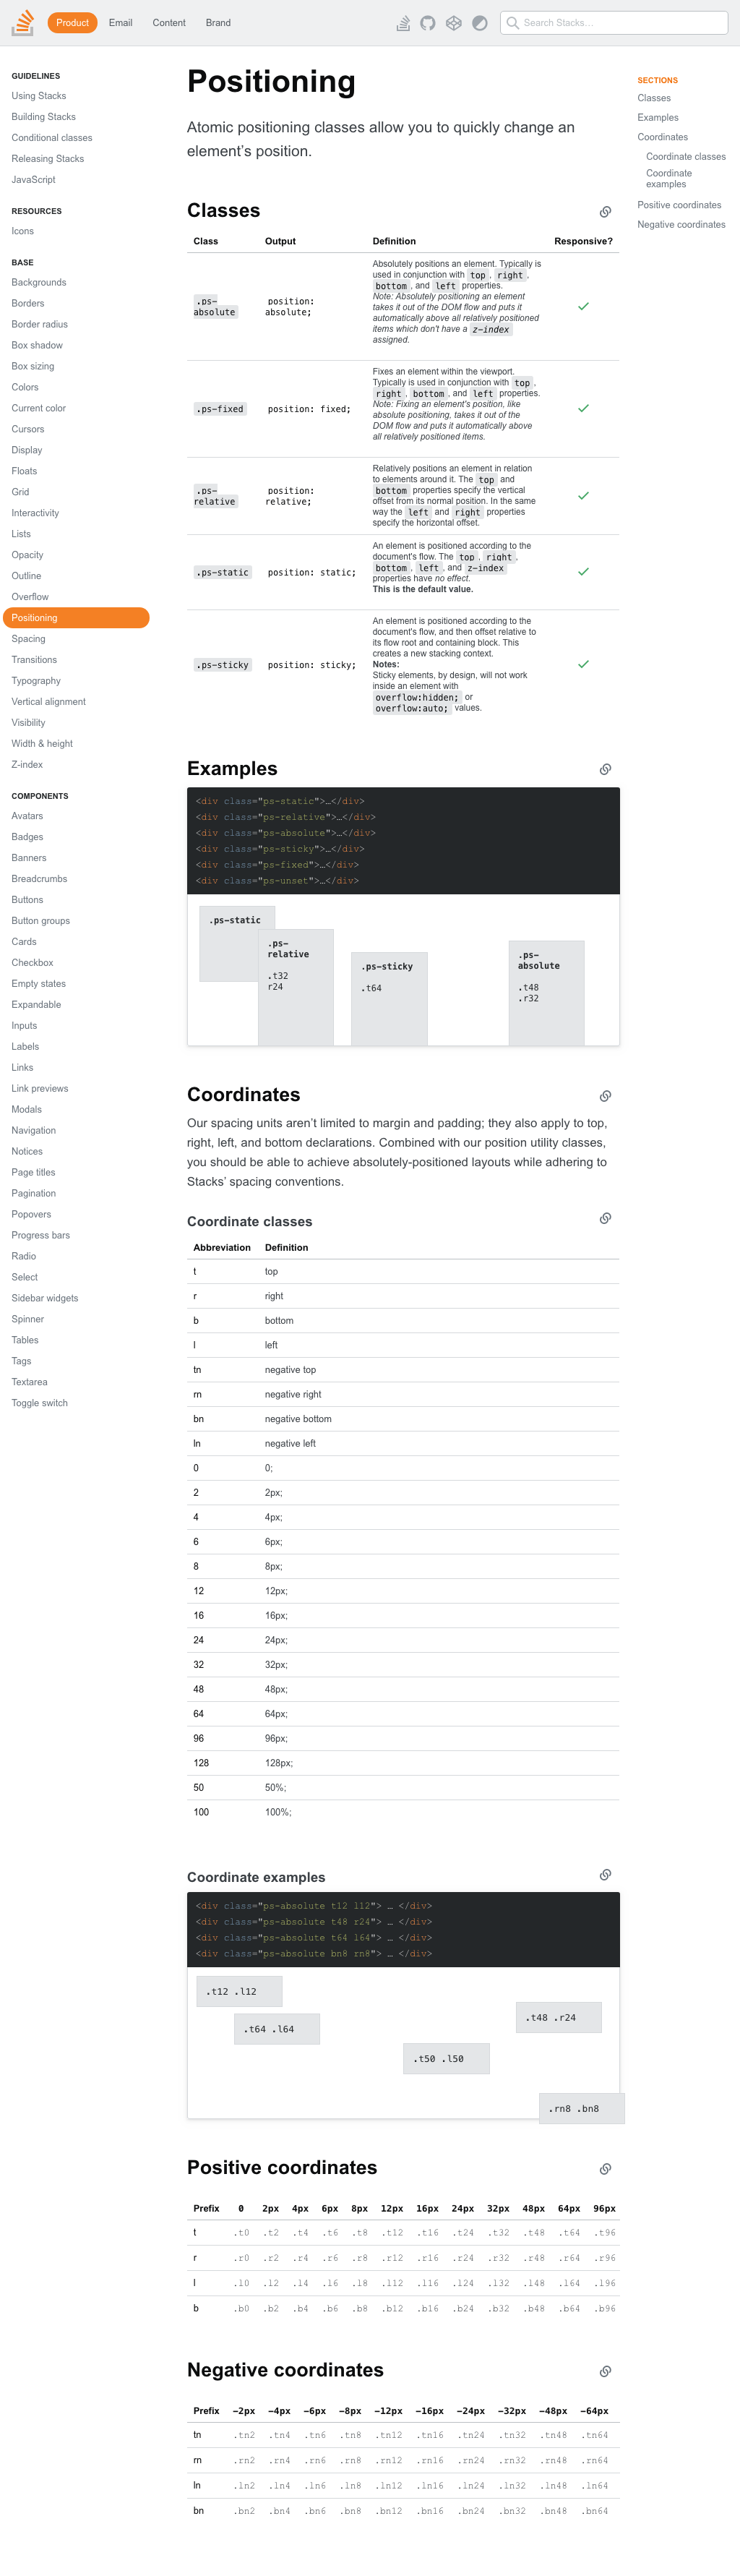 Product Email Content Brand Search Stacks…
GUIDELINES
Using Stacks
Building Stacks
Conditional classes
Releasing Stacks
JavaScript
RESOURCES
Icons
BASE
Backgrounds
Borders
Border radius
Box shadow
Box sizing
Colors
Current color
Cursors
Display
Floats
Grid
Interactivity
Lists
Opacity
Outline
Overflow
Positioning
Spacing
Transitions
Typography
Vertical alignment
Visibility
Width & height
Z-index
COMPONENTS
Avatars
Badges
Banners
Breadcrumbs
Buttons
Button groups
Cards
Checkbox
Empty states
Expandable
Inputs
Labels
Links
Link previews
Modals
Navigation
Notices
Page titles
Pagination
Popovers
Progress bars
Radio
Select
Sidebar widgets
Spinner
Tables
Tags
Textarea
Toggle switch
Positioning
Atomic positioning classes allow you to quickly change an
element’s position.
Classes
Class Output Definition Responsive?
.ps-
absolute
position:
absolute;
Absolutely positions an element. Typically is
used in conjunction with top, right,
bottom, and left properties.
Note: Absolutely positioning an element
takes it out of the DOM flow and puts it
automatically above all relatively positioned
items which don't have a z-index
assigned.
.ps-fixed position: fixed;
Fixes an element within the viewport.
Typically is used in conjunction with top,
right, bottom, and left properties.
Note: Fixing an element's position, like
absolute positioning, takes it out of the
DOM flow and puts it automatically above
all relatively positioned items.
.ps-
relative
position:
relative;
Relatively positions an element in relation
to elements around it. The top and
bottom properties specify the vertical
offset from its normal position. In the same
way the left and right properties
specify the horizontal offset.
.ps-static position: static;
An element is positioned according to the
document's flow. The top, right,
bottom, left, and z-index
properties have no effect.
This is the default value.
.ps-sticky position: sticky;
An element is positioned according to the
document's flow, and then offset relative to
its flow root and containing block. This
creates a new stacking context.
Notes:
Sticky elements, by design, will not work
inside an element with
overflow:hidden; or
overflow:auto; values.
Examples
<div class="ps-static">…</div>
<div class="ps-relative">…</div>
<div class="ps-absolute">…</div>
<div class="ps-sticky">…</div>
<div class="ps-fixed">…</div>
<div class="ps-unset">…</div>
.ps-static
.ps-
relative
.t32
r24
.ps-sticky
.t64
.ps-
absolute
.t48
.r32
Coordinates
Our spacing units aren’t limited to margin and padding; they also apply to top,
right, left, and bottom declarations. Combined with our position utility classes,
you should be able to achieve absolutely-positioned layouts while adhering to
Stacks’ spacing conventions.
Coordinate classes
Abbreviation Definition
t top
r right
b bottom
l left
tn negative top
rn negative right
bn negative bottom
ln negative left
0 0;
2 2px;
4 4px;
6 6px;
8 8px;
12 12px;
16 16px;
24 24px;
32 32px;
48 48px;
64 64px;
96 96px;
128 128px;
50 50%;
100 100%;
Coordinate examples
<div class="ps-absolute t12 l12"> … </div>
<div class="ps-absolute t48 r24"> … </div>
<div class="ps-absolute t64 l64"> … </div>
<div class="ps-absolute bn8 rn8"> … </div>
.t12 .l12
.t48 .r24
.t64 .l64
.t50 .l50
.rn8 .bn8
Positive coordinates
Prefix 0 2px 4px 6px 8px 12px 16px 24px 32px 48px 64px 96px
t .t0 .t2 .t4 .t6 .t8 .t12 .t16 .t24 .t32 .t48 .t64 .t96
r .r0 .r2 .r4 .r6 .r8 .r12 .r16 .r24 .r32 .r48 .r64 .r96
l .l0 .l2 .l4 .l6 .l8 .l12 .l16 .l24 .l32 .l48 .l64 .l96
b .b0 .b2 .b4 .b6 .b8 .b12 .b16 .b24 .b32 .b48 .b64 .b96
Negative coordinates
Prefix −2px −4px −6px −8px −12px −16px −24px −32px −48px −64px
tn .tn2 .tn4 .tn6 .tn8 .tn12 .tn16 .tn24 .tn32 .tn48 .tn64
rn .rn2 .rn4 .rn6 .rn8 .rn12 .rn16 .rn24 .rn32 .rn48 .rn64
ln .ln2 .ln4 .ln6 .ln8 .ln12 .ln16 .ln24 .ln32 .ln48 .ln64
bn .bn2 .bn4 .bn6 .bn8 .bn12 .bn16 .bn24 .bn32 .bn48 .bn64
SECTIONS
Classes
Examples
Coordinates
Coordinate classes
Coordinate
examples
Positive coordinates
Negative coordinates